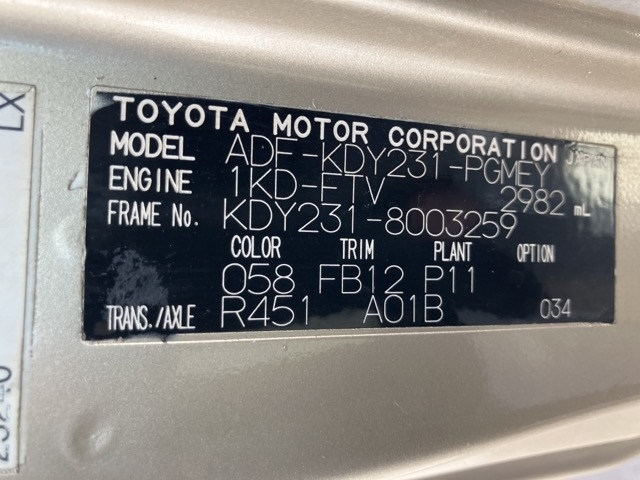 LX
TOYOTA MOTOR CORPORATION
MODEL ADF-KDY231-PGMEY
ENGINE 1KD-FTV 2982 mL
FRAME No. KDY231-8003259
COLOR TRIM PLANT OPTION
058 FB12 P11
TRANS./AXLE R451 A01B 034